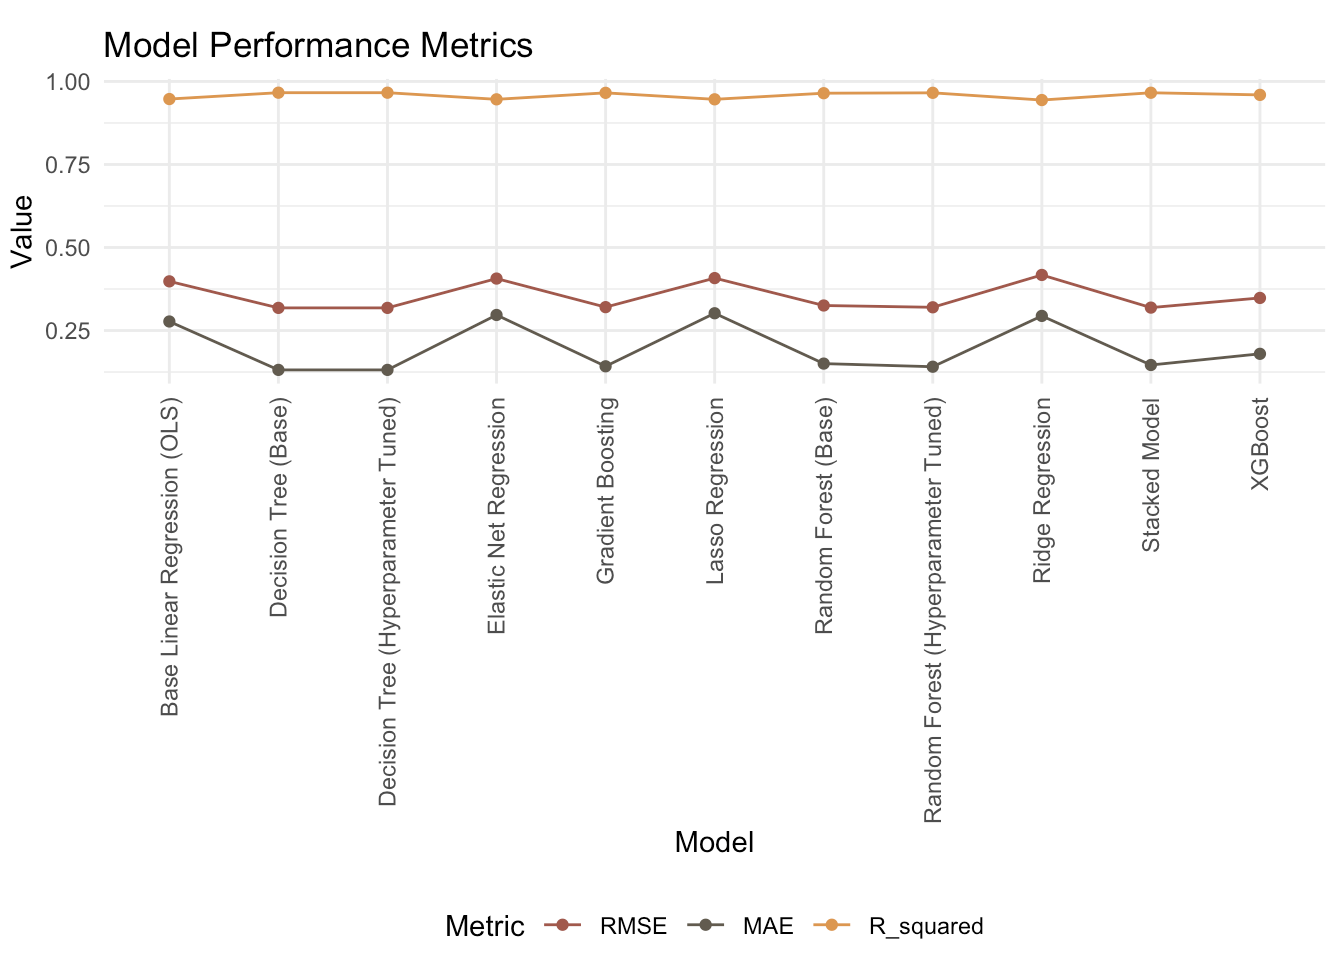 Model Performance Metrics
1.00
0.75
0.50
0.25
Value
Base Linear Regression (OLS)
Decision Tree (Base)
Decision Tree (Hyperparameter Tuned)
Elastic Net Regression
Gradient Boosting
Lasso Regression
Random Forest (Base)
Random Forest (Hyperparameter Tuned)
Ridge Regression
Stacked Model
XGBoost
Model
Metric RMSE MAE R_squared